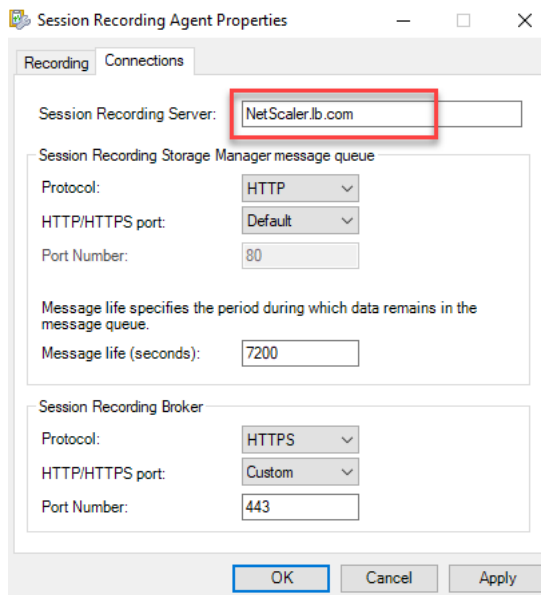 Session Recording Agent Properties
Recording
Connections
Session Recording Server: NetScaler.lb.com
Session Recording Storage Manager message queue
Protocol: HTTP
HTTP/HTTPS port: Default
Port Number: 80
Message life specifies the period during which data remains in the
message queue.
Message life (seconds): 7200
Session Recording Broker
Protocol: HTTPS
HTTP/HTTPS port: Custom
Port Number: 443
OK Cancel Apply